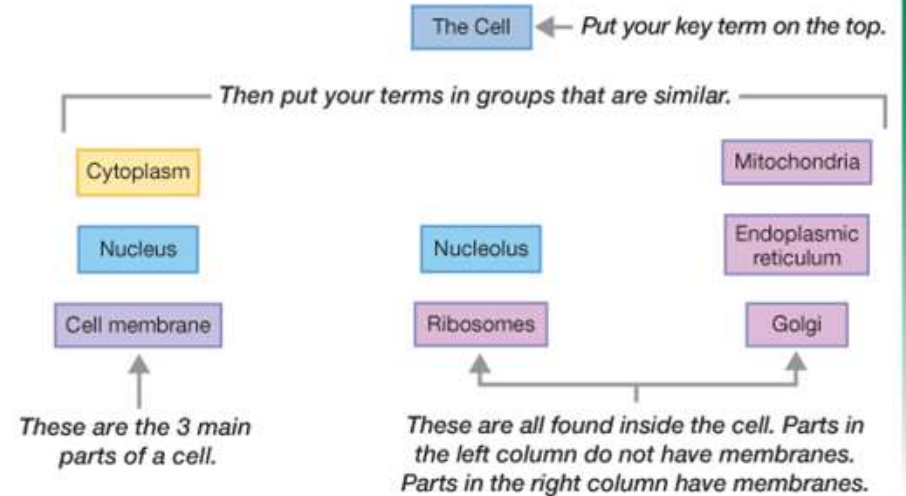 The Cell
Put your key term on the top.
Then put your terms in groups that are similar.
Cytoplasm
Nucleus
Cell membrane
These are the 3 main
parts of a cell.
Nucleolus
Ribosomes
Mitochondria
Endoplasmic
reticulum
Golgi
These are all found inside the cell. Parts in
the left column do not have membranes.
Parts in the right column have membranes.